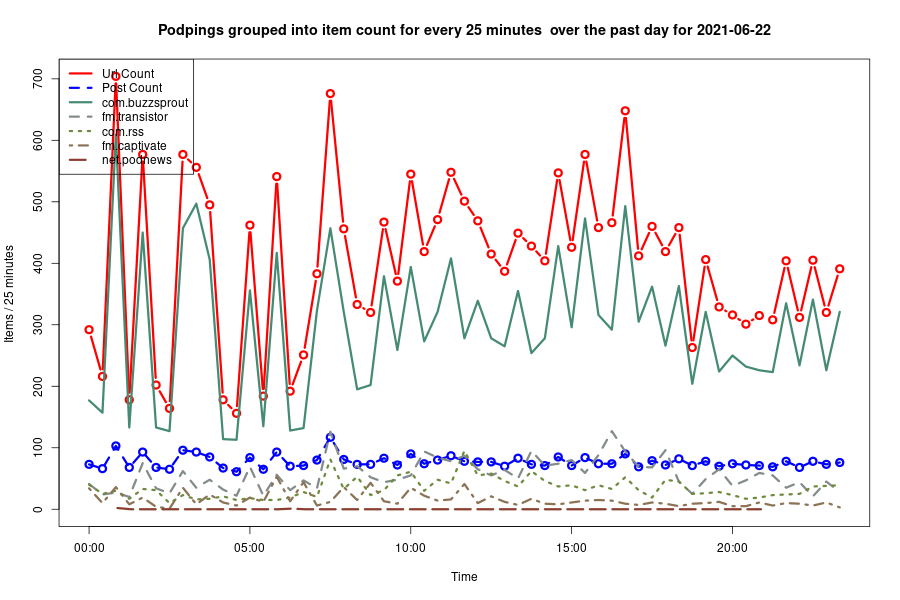 Podpings grouped into item count for every 25 minutes  over the past day for 2021-06-22
Url Count
Post Count
com.buzzsprout
fm.transistor
com.rss
fm.captivate
net.podnews
700
600
500
400
300
200
100
0
Items / 25 minutes
00:00 05:00 10:00 15:00 20:00
Time